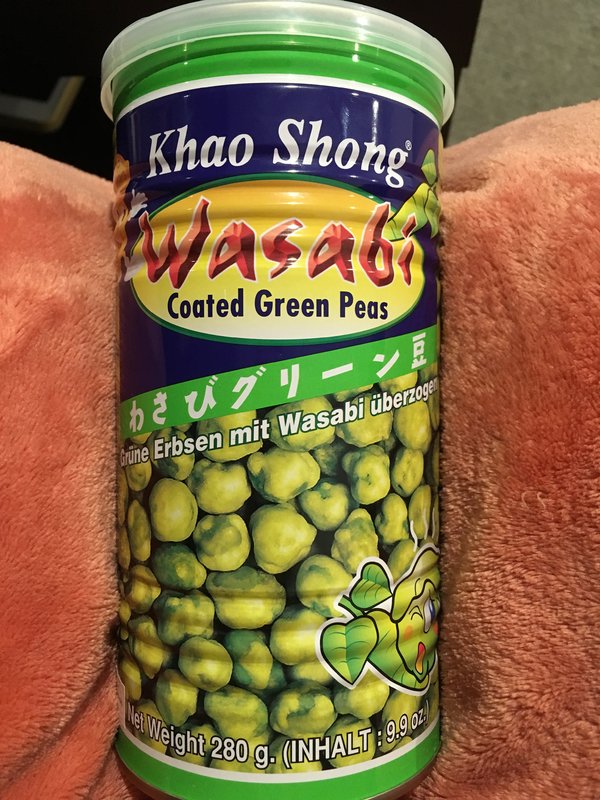 Khao Shong®
Wasabi
Coated Green Peas
わさびグリーン豆
Grüne Erbsen mit Wasabi überzogen
Net Weight 280 g. (INHALT : 9.9 oz.)